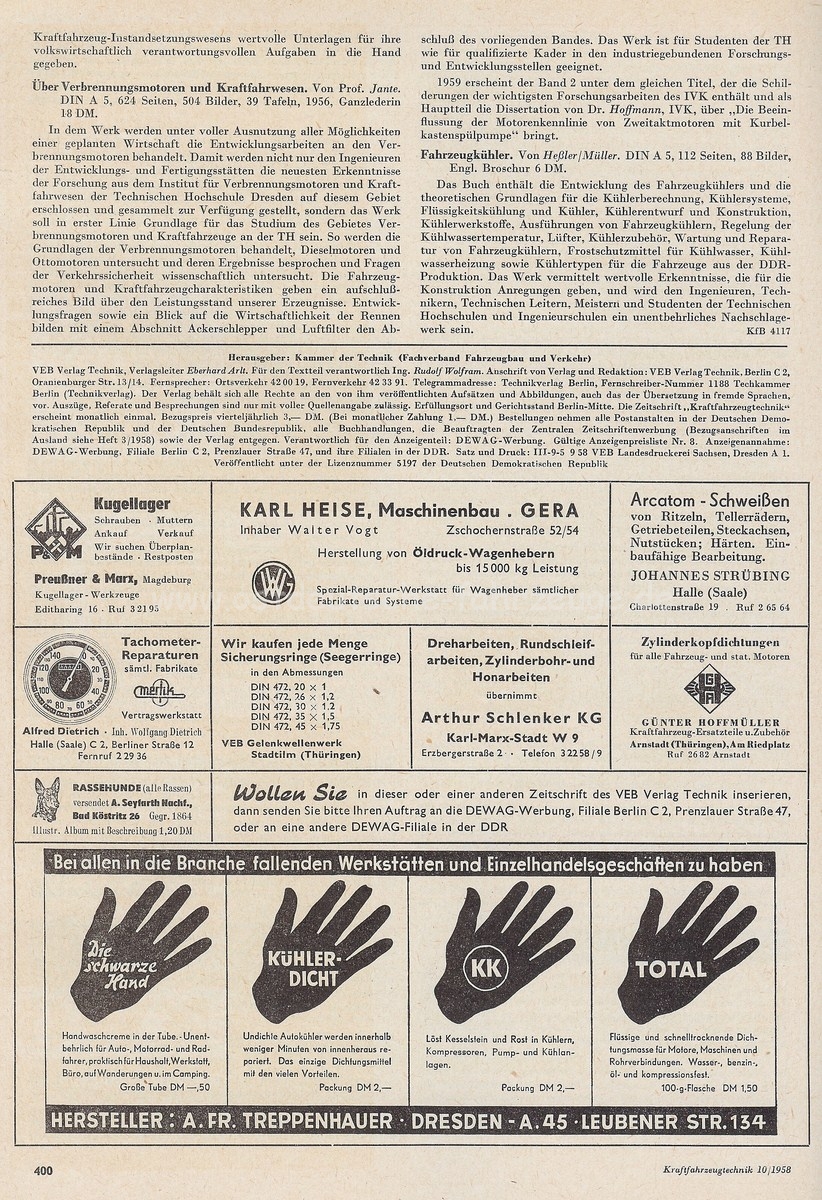 Kraftfahrzeug-Instandsetzungswesens wertvolle Unterlagen für ihre
volkswirtschaftlich verantwortungsvollen Aufgaben in die Hand
gegeben.
Über Verbrennungsmotoren und Kraftfahrwesen. Von Prof. Jante.
DIN A 5, 624 Seiten, 504 Bilder, 39 Tafeln, 1956, Ganzlederin
18 DM.
In dem Werk werden unter voller Ausnutzung aller Möglichkeiten
einer geplanten Wirtschaft die Entwicklungsarbeiten an den Ver-
brennungsmotoren behandelt. Damit werden nicht nur den Ingenieuren
der Entwicklungs- und Fertigungsstätten die neuesten Erkenntnisse
der Forschung aus dem Institut für Verbrennungsmotoren und Kraft-
fahrwesen der Technischen Hochschule Dresden auf diesem Gebiet
erschlossen und gesammelt zur Verfügung gestellt, sondern das Werk
soll in erster Linie Grundlage für das Studium des Gebietes Ver-
brennungsmotoren und Kraftfahrzeuge an der TH sein. So werden die
Grundlagen der Verbrennungsmotoren behandelt, Dieselmotoren und
Ottomotoren untersucht und deren Ergebnisse besprochen und Fragen
der Verkehrssicherheit wissenschaftlich untersucht. Die Fahrzeug-
motoren und Kraftfahrzeugcharakteristiken geben ein aufschluß-
reiches Bild über den Leistungsstand unserer Erzeugnisse. Entwick-
lungsfragen sowie ein Blick auf die Wirtschaftlichkeit der Rennen
bilden mit einem Abschnitt Ackerschlepper und Luftfilter den Ab-
schluß des vorliegenden Bandes. Das Werk ist für Studenten der TH
wie für qualifizierte Kader in den industriegebundenen Forschungs-
und Entwicklungsstellen geeignet.
1959 erscheint der Band 2 unter dem gleichen Titel, der die Schil-
derungen der wichtigsten Forschungsarbeiten des IVK enthält und als
Hauptteil die Dissertation von Dr. Hoffmann, IVK, über „Die Beein-
flussung der Motorenkennlinie von Zweitaktmotoren mit Kurbel-
kastenspülpumpe“ bringt.
Fahrzeugkühler. Von Heßler/Müller. DIN A 5, 112 Seiten, 88 Bilder,
Engl. Broschur 6 DM.
Das Buch enthält die Entwicklung des Fahrzeugkühlers und die
theoretischen Grundlagen für die Kühlerberechnung, Kühlersysteme,
Flüssigkeitskühlung und Kühler, Kühlerentwurf und Konstruktion,
Kühlerwerkstoffe, Ausführungen von Fahrzeugkühlern, Regelung der
Kühlwassertemperatur, Lüfter, Kühlerzubehör, Wartung und Repara-
tur von Fahrzeugkühlern, Frostschutzmittel für Kühlwasser, Kühl-
wasserheizung sowie Kühlertypen für die Fahrzeuge aus der DDR-
Produktion. Das Werk vermittelt wertvolle Erkenntnisse, die für die
Konstruktion Anregungen geben, und wird den Ingenieuren, Tech-
nikern, Technischen Leitern, Meistern und Studenten der Technischen
Hochschulen und Ingenieurschulen ein unentbehrliches Nachschlage-
werk sein. KfB 4117
Herausgeber: Kammer der Technik (Fachverband Fahrzeugbau und Verkehr)
VEB Verlag Technik, Verlagsleiter Eberhard Arlt. Für den Textteil verantwortlich Ing. Rudolf Wolfram. Anschrift von Verlag und Redaktion: VEB Verlag Technik, Berlin C 2,
Oranienburger Str. 13/14. Fernsprecher: Ortsverkehr 42 00 19, Fernverkehr 42 33 91. Telegrammadresse: Technikverlag Berlin, Fernschreiber-Nummer 1188 Techkammer
Berlin (Technikverlag). Der Verlag behält sich alle Rechte an den von ihm veröffentlichten Aufsätzen und Abbildungen, auch das der Übersetzung in fremde Sprachen,
vor. Auszüge, Referate und Besprechungen sind nur mit voller Quellenangabe zulässig. Erfüllungsort und Gerichtsstand Berlin-Mitte. Die Zeitschrift „Kraftfahrzeugtechnik“
erscheint monatlich einmal. Bezugspreis vierteljährlich 3,— DM. (Bei monatlicher Zahlung 1,— DM.) Bestellungen nehmen alle Postanstalten in der Deutschen Demo-
kratischen Republik und der Deutschen Bundesrepublik, alle Buchhandlungen, die Beauftragten der Zentralen Zeitschriftenwerbung (Bezugsanschriften im
Ausland siehe Heft 3/1958) sowie der Verlag entgegen. Verantwortlich für den Anzeigenteil: DEWAG-Werbung. Gültige Anzeigenpreisliste Nr. 8. Anzeigenannahme:
DEWAG-Werbung, Filiale Berlin C 2, Prenzlauer Straße 47, und ihre Filialen in der DDR. Satz und Druck: III-9-5 9 58 VEB Landesdruckerei Sachsen, Dresden A 1.
Veröffentlicht unter der Lizenznummer 5197 der Deutschen Demokratischen Republik
P & M
Kugellager
Schrauben · Muttern
Ankauf Verkauf
Wir suchen Überplan-
bestände · Restposten
Preußner & Marx, Magdeburg
Kugellager - Werkzeuge
Editharing 16 · Ruf 3 21 95
KARL HEISE, Maschinenbau . GERA
Inhaber Walter Vogt Zschochernstraße 52/54
Herstellung von Öldruck-Wagenhebern
bis 15 000 kg Leistung
Spezial-Reparatur-Werkstatt für Wagenheber sämtlicher
Fabrikate und Systeme
Arcatom - Schweißen
von Ritzeln, Tellerrädern,
Getriebeteilen, Steckachsen,
Nutstücken; Härten. Ein-
baufähige Bearbeitung.
JOHANNES STRÜBING
Halle (Saale)
Charlottenstraße 19 . Ruf 2 65 64
140 0 20 40 60 80 100 120
Tachometer-
Reparaturen
sämtl. Fabrikate
Vertragswerkstatt
Alfred Dietrich · Inh. Wolfgang Dietrich
Halle (Saale) C 2, Berliner Straße 12
Fernruf 2 29 36
Wir kaufen jede Menge
Sicherungsringe (Seegerringe)
in den Abmessungen
DIN 472, 20 × 1
DIN 472, 26 × 1,2
DIN 472, 30 × 1,2
DIN 472, 35 × 1,5
DIN 472, 45 × 1,75
VEB Gelenkwellenwerk
Stadtilm (Thüringen)
Dreharbeiten, Rundschleif-
arbeiten, Zylinderbohr- und
Honarbeiten
übernimmt
Arthur Schlenker KG
Karl-Marx-Stadt W 9
Erzbergerstraße 2 · Telefon 3 22 58/9
Zylinderkopfdichtungen
für alle Fahrzeug- und stat. Motoren
GÜNTER HOFFMÜLLER
Kraftfahrzeug-Ersatzteile u. Zubehör
Arnstadt (Thüringen), Am Riedplatz
Ruf 26 82 Arnstadt
RASSEHUNDE (alle Rassen)
versendet A. Seyfarth Nachf.,
Bad Köstritz 26 Gegr. 1864
Illustr. Album mit Beschreibung 1,20 DM
Wollen Sie in dieser oder einer anderen Zeitschrift des VEB Verlag Technik inserieren,
dann senden Sie bitte Ihren Auftrag an die DEWAG-Werbung, Filiale Berlin C 2, Prenzlauer Straße 47,
oder an eine andere DEWAG-Filiale in der DDR
Bei allen in die Branche fallenden Werkstätten und Einzelhandelsgeschäften zu haben
Die
schwarze
Hand
Handwaschcreme in der Tube. - Unent-
behrlich für Auto-, Motorrad- und Rad-
fahrer, praktisch für Haushalt, Werkstatt,
Büro, auf Wanderungen u. im Camping.
Große Tube DM —,50
KÜHLER-
DICHT
Undichte Autokühler werden innerhalb
weniger Minuten von innenheraus re-
pariert. Das einzige Dichtungsmittel
mit den vielen Vorteilen.
Packung DM 2,—
KK
Löst Kesselstein und Rost in Kühlern,
Kompressoren, Pump- und Kühlan-
lagen.
Packung DM 2,—
TOTAL
Flüssige und schnelltrocknende Dich-
tungsmasse für Motore, Maschinen und
Rohrverbindungen. Wasser-, benzin-,
öl- und kompressionsfest.
100-g-Flasche DM 1,50
HERSTELLER: A. FR. TREPPENHAUER · DRESDEN - A. 45 · LEUBENER STR. 134
400
Kraftfahrzeugtechnik 10/1958